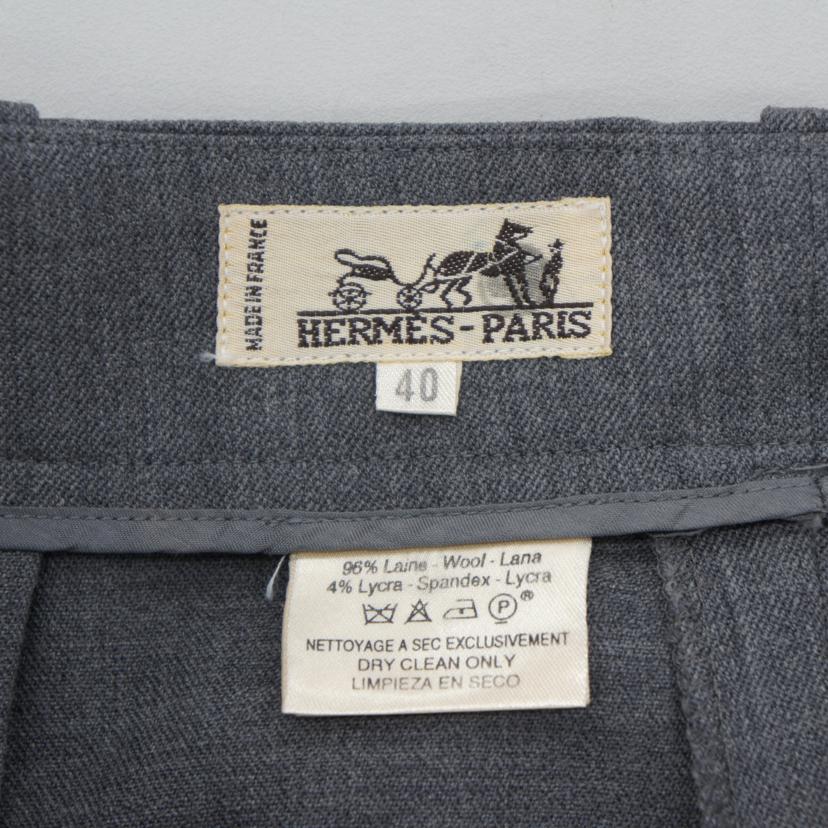 MADE IN FRANCE
HERMÈS-PARIS
40
96% Laine - Wool - Lana
4% Lycra - Spandex - Lycra
P ®
NETTOYAGE A SEC EXCLUSIVEMENT
DRY CLEAN ONLY
LIMPIEZA EN SECO